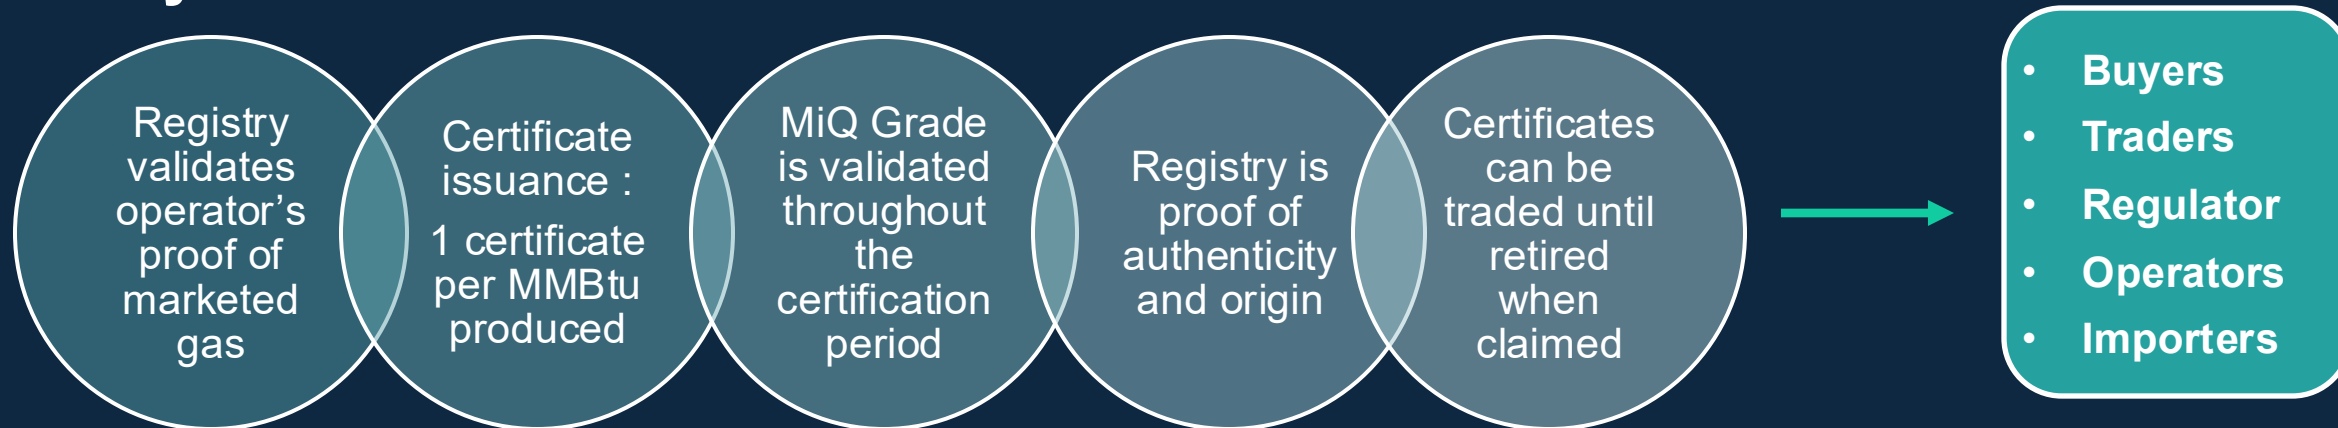 Registry
validates
operator’s
proof of
marketed
gas
Certificate
issuance :
1 certificate
per MMBtu
produced
MiQ Grade
is validated
throughout
the
certification
period
Registry is
proof of
authenticity
and origin
Certificates
can be
traded until
retired
when
claimed
• Buyers
• Traders
• Regulator
• Operators
• Importers